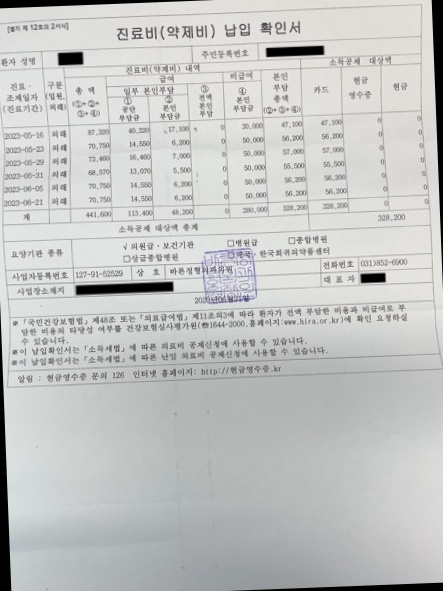 [별지 제 12호의 2서식]
진료비(약제비) 납입 확인서
환자 성명 주민등록번호
진료비(약제비) 내역 소득공제 대상액
진료·조제일자(진료기간) 구분(입원,외래) 총 액(①+②+③+④) 급여 비급여 본인부담총액(②+③+④) 카드 현금영수증 현금
일부 본인부담 ③전액본인부담 ④본인부담금
①공단부담금 ②본인부담금
2023-05-16 외래 87,320 40,220 17,100 0 30,000 47,100 47,100 0 0
2023-05-23 외래 70,750 14,550 6,200 0 50,000 56,200 56,200 0 0
2023-05-29 외래 73,460 16,460 7,000 0 50,000 57,000 57,000 0 0
2023-05-31 외래 68,570 13,070 5,500 0 50,000 55,500 55,500 0 0
2023-06-05 외래 70,750 14,550 6,200 0 50,000 56,200 56,200 0 0
2023-06-21 외래 70,750 14,550 6,200 0 50,000 56,200 56,200 0 0
계 441,600 113,400 48,200 0 280,000 328,200 328,200 0 0
소득공제 대상액 총계 328,200
요양기관 종류 √의원급·보건기관 □병원급 □종합병원
□상급종합병원 □약국·한국희귀의약품센터
사업자등록번호 127-91-52529 상 호 바른정형외과의원 전화번호 031)852-6900
사업장소재지 대 표 자
※「국민건강보험법」제48조 또는「의료급여법」제11조의3에 따라 환자가 전액 부담한 비용과 비급여로 부
담한 비용의 타당성 여부를 건강보험심사평가원(☎1644-2000,홈페이지:www.hira.or.kr)에 확인 요청하실
수 있습니다.
※이 납입확인서는「소득세법」에 따른 의료비 공제신청에 사용할 수 있습니다.
※이 납입확인서는「소득세법」에 따른 난임 의료비 공제신청에 사용할 수 있습니다.
알림 : 현금영수증 문의 126 인터넷 홈페이지: http://현금영수증.kr